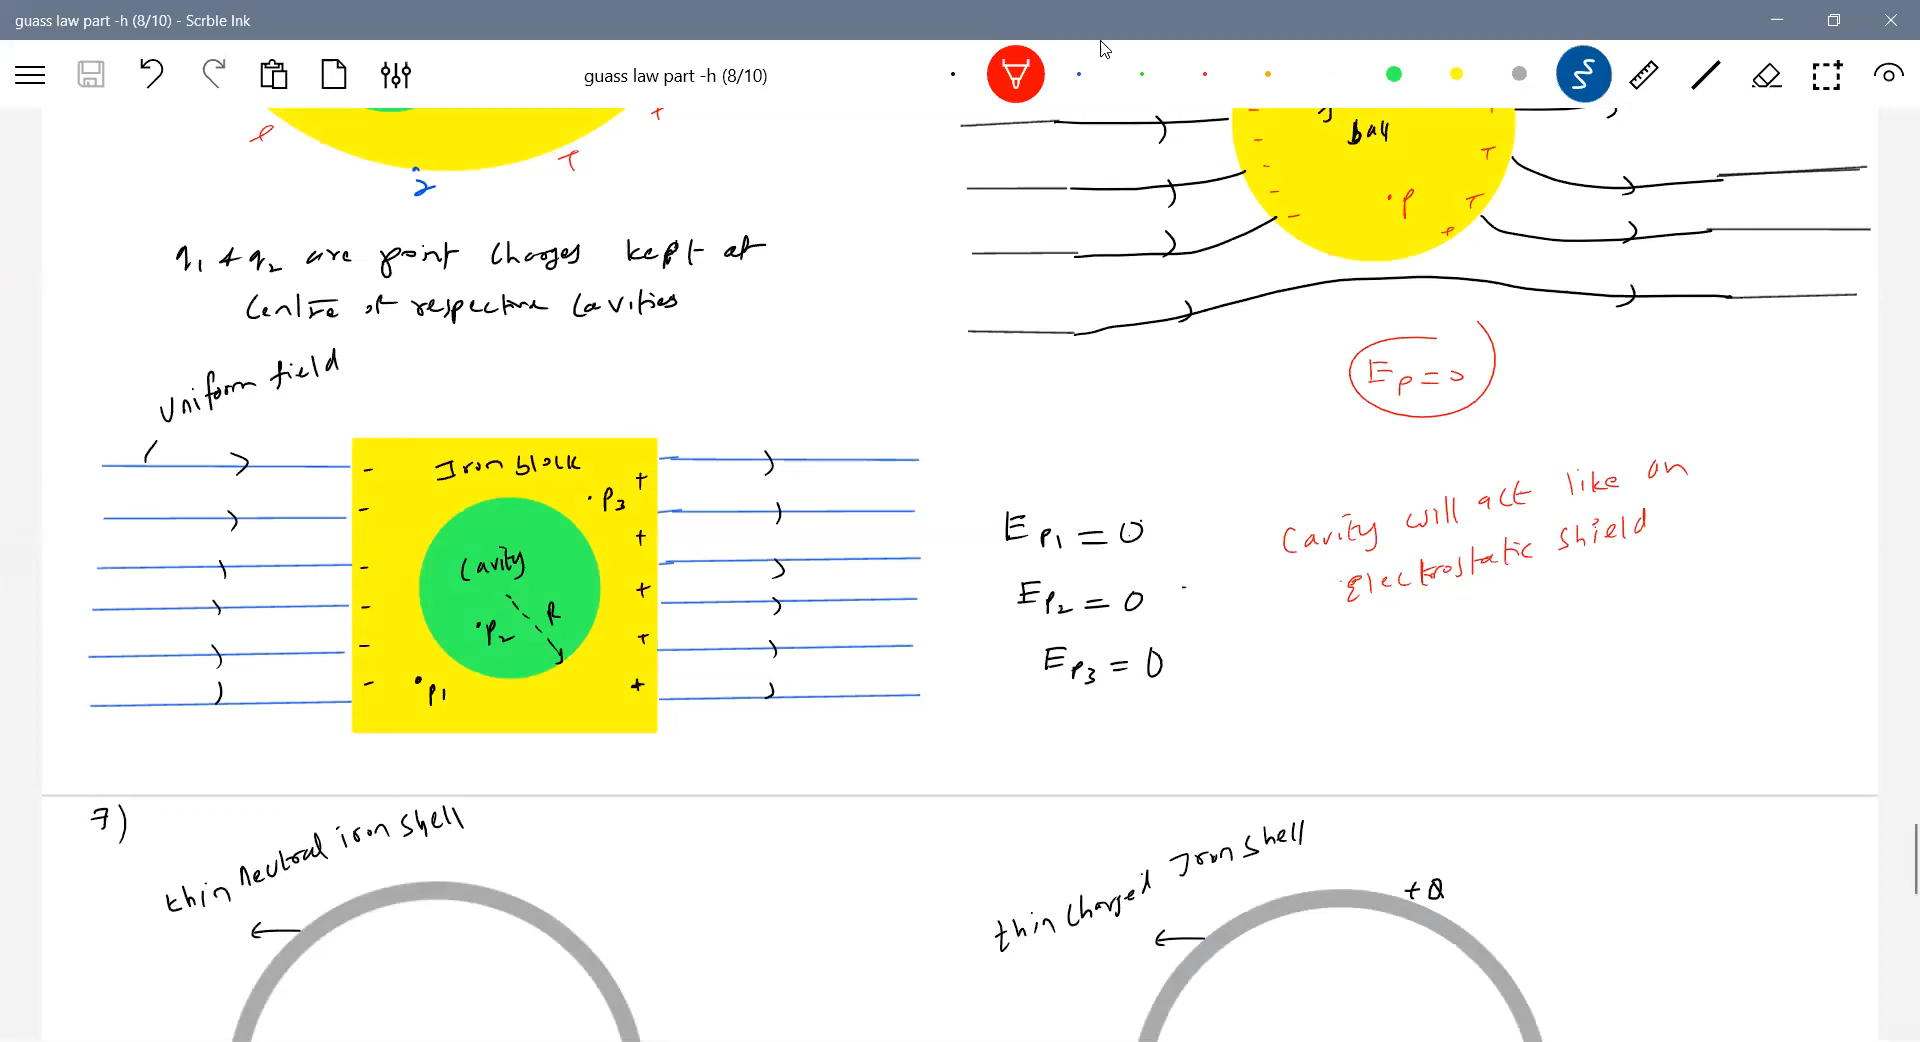 guass law part -h (8/10) - Scrble Ink
guass law part -h (8/10)
2
q1 & q2 are point charges kept at
centre of respective cavities
ball
.P
Ep=0
Uniform field
Iron block
.P3
cavity
R
.P2
.P1
EP1 = 0
EP2 = 0
EP3 = 0
Cavity will act like an
Electrostatic shield
7)
thin neutral iron shell
thin charged Iron shell
+Q